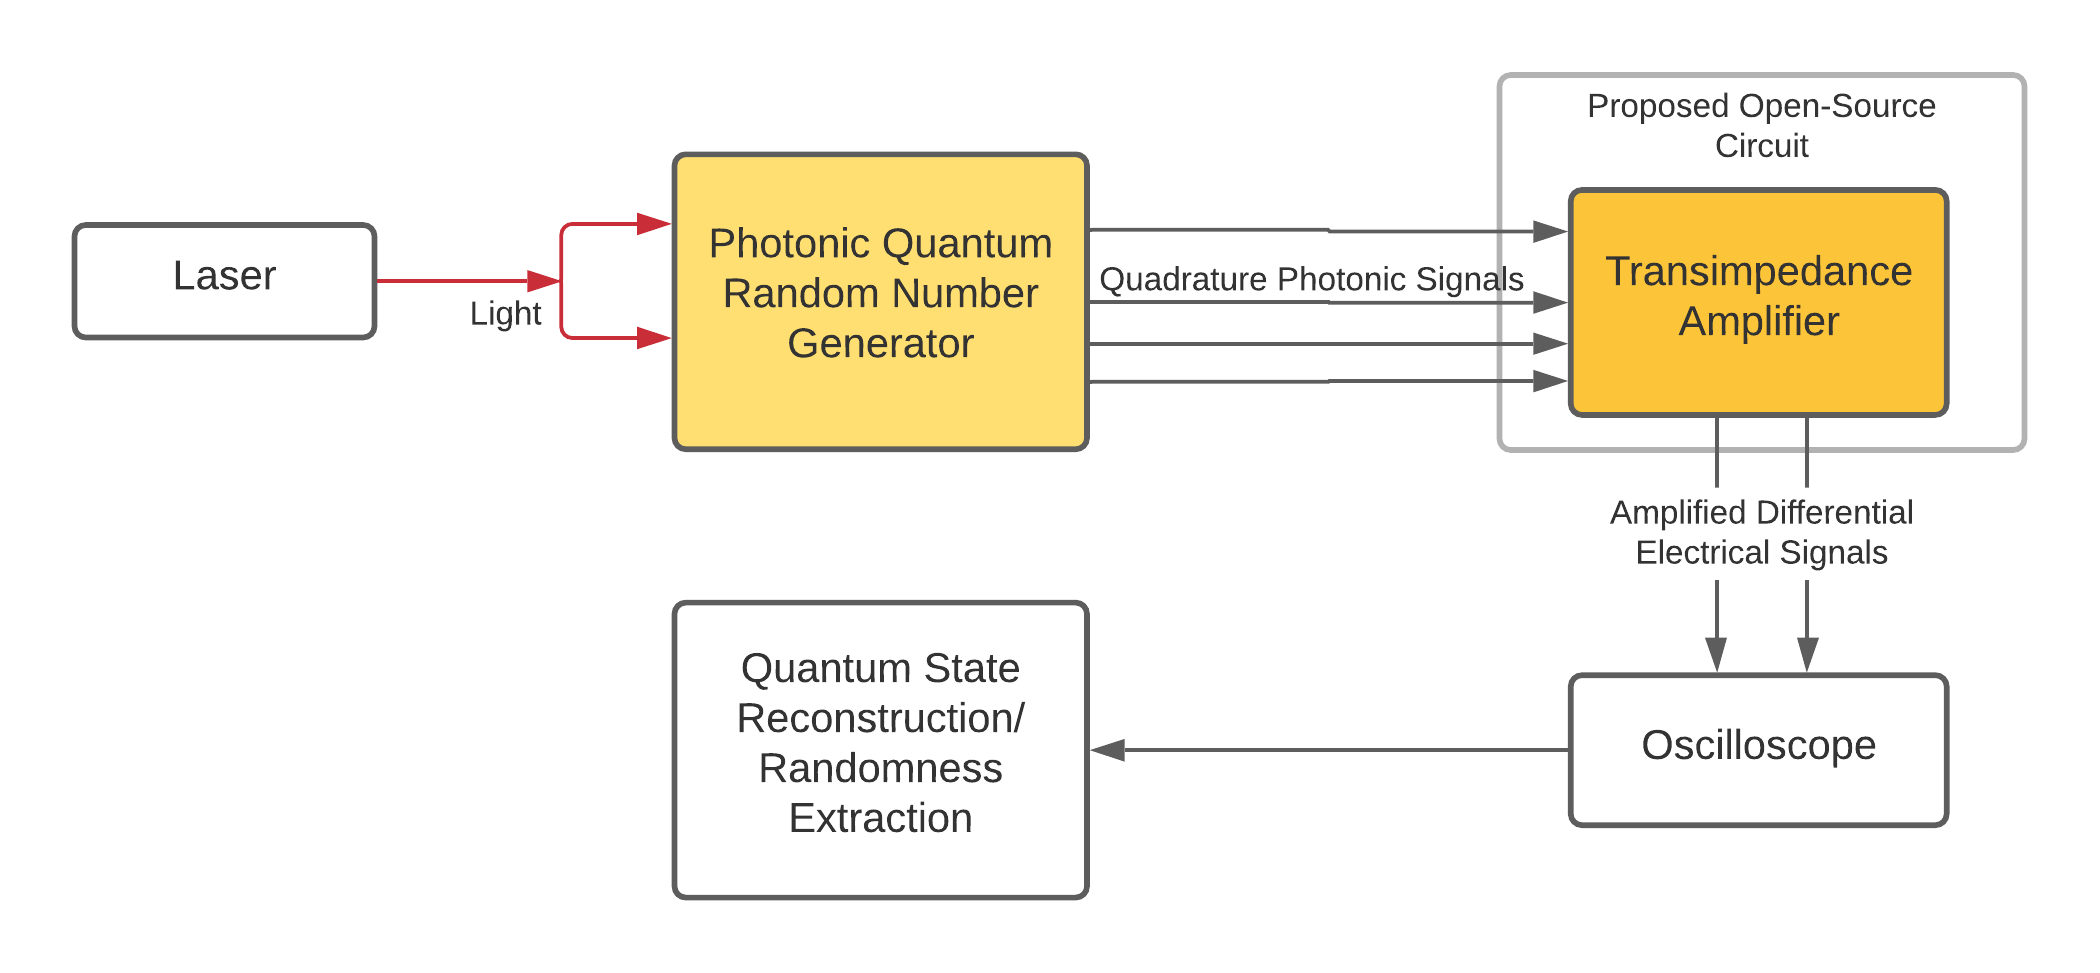 Proposed Open-Source
Circuit
Laser
Light
Photonic Quantum
Random Number
Generator
Quadrature Photonic Signals
Transimpedance
Amplifier
Amplified Differential
Electrical Signals
Oscilloscope
Quantum State
Reconstruction/
Randomness
Extraction